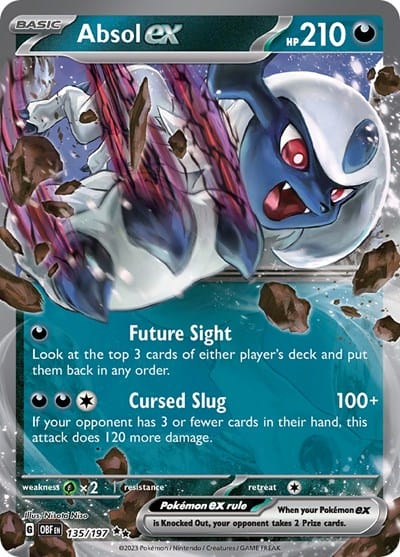 BASIC
Absol ex
HP 210
Future Sight
Look at the top 3 cards of either player's deck and put
them back in any order.
Cursed Slug 100+
If your opponent has 3 or fewer cards in their hand, this
attack does 120 more damage.
weakness ×2 resistance retreat
Illus. Nisota Niso
Pokémon ex rule
When your Pokémon ex
is Knocked Out, your opponent takes 2 Prize cards.
G OBF EN 135/197
©2023 Pokémon / Nintendo / Creatures / GAME FREAK